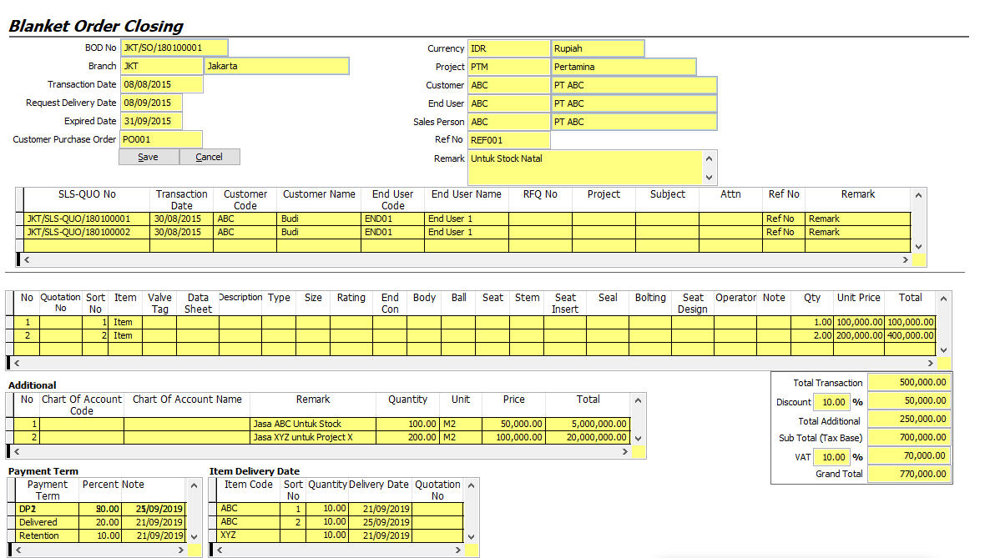 Blanket Order Closing
BOD No JKT/SO/180100001
Branch JKT Jakarta
Transaction Date 08/08/2015
Request Delivery Date 08/09/2015
Expired Date 31/09/2015
Customer Purchase Order PO001
Save Cancel
Currency IDR Rupiah
Project PTM Pertamina
Customer ABC PT ABC
End User ABC PT ABC
Sales Person ABC PT ABC
Ref No REF001
Remark Untuk Stock Natal
SLS-QUO No Transaction Date Customer Code Customer Name End User Code End User Name RFQ No Project Subject Attn Ref No Remark
JKT/SLS-QUO/180100001 30/08/2015 ABC Budi END01 End User 1 Ref No Remark
JKT/SLS-QUO/180100002 30/08/2015 ABC Budi END01 End User 1 Ref No Remark
No Quotation No Sort No Item Valve Tag Data Sheet Description Type Size Rating End Con Body Ball Seat Stem Seat Insert Seal Bolting Seat Design Operator Note Qty Unit Price Total
1 1 Item 1.00 100,000.00 100,000.00
2 2 Item 2.00 200,000.00 400,000.00
Additional
No Chart Of Account Code Chart Of Account Name Remark Quantity Unit Price Total
1 Jasa ABC Untuk Stock 100.00 M2 50,000.00 5,000,000.00
2 Jasa XYZ untuk Project X 200.00 M2 100,000.00 20,000,000.00
Total Transaction 500,000.00
Discount 10.00 % 50,000.00
Total Additional 250,000.00
Sub Total (Tax Base) 700,000.00
VAT 10.00 % 70,000.00
Grand Total 770,000.00
Payment Term
Payment Term Percent Note
Delivered 20.00 21/09/2019
Retention 10.00 21/09/2019
Item Delivery Date
Item Code Sort No Quantity Delivery Date Quotation No
ABC 1 10.00 21/09/2019
ABC 2 10.00 25/09/2019
XYZ 10.00 21/09/2019